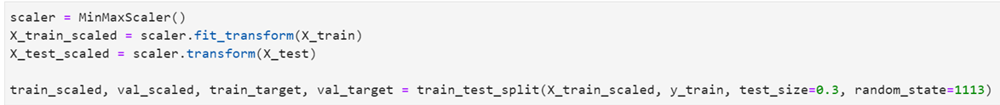 scaler = MinMaxScaler()
X_train_scaled = scaler.fit_transform(X_train)
X_test_scaled = scaler.transform(X_test)
train_scaled, val_scaled, train_target, val_target = train_test_split(X_train_scaled, y_train, test_size=0.3, random_state=1113)